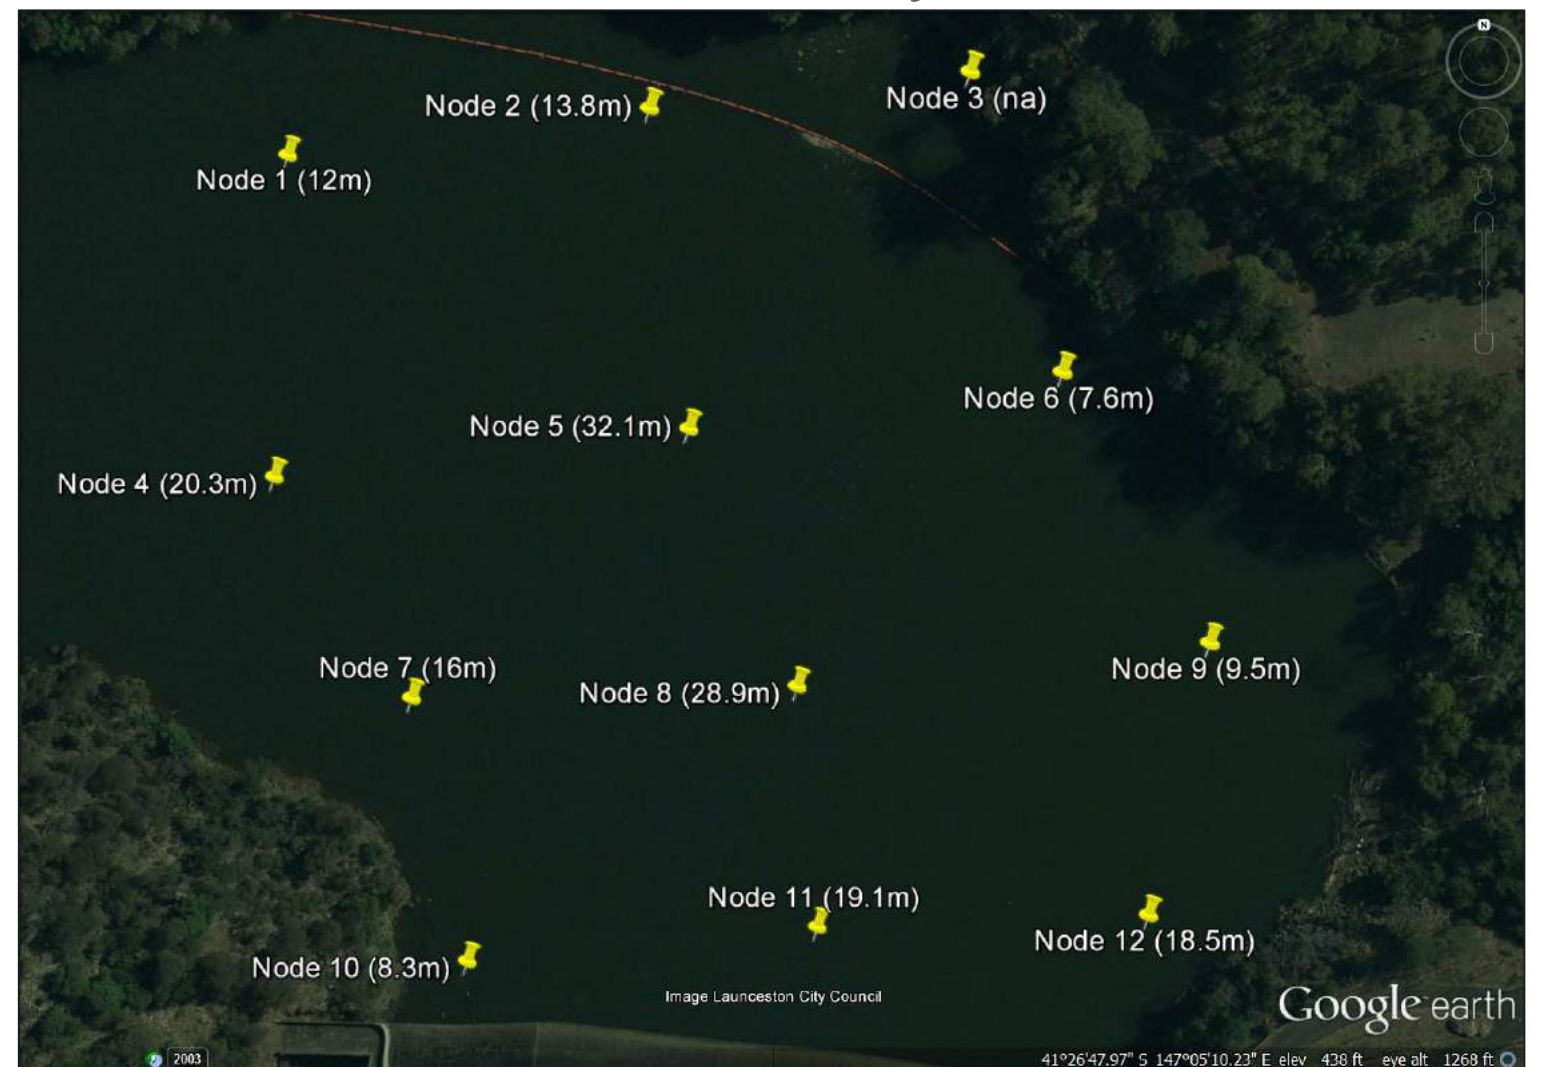 N
Node 2 (13.8m)
Node 3 (na)
Node 1 (12m)
Node 6 (7.6m)
Node 5 (32.1m)
Node 4 (20.3m)
Node 7 (16m)
Node 9 (9.5m)
Node 8 (28.9m)
Node 11 (19.1m)
Node 12 (18.5m)
Node 10 (8.3m)
Image Launceston City Council
Google earth
2003
41°26'47.97" S 147°05'10.23" E elev 438 ft eye alt 1268 ft